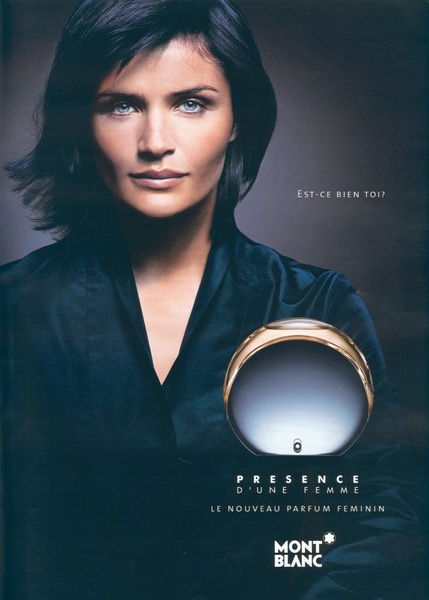 EST-CE BIEN TOI?
PRESENCE
D'UNE FEMME
LE NOUVEAU PARFUM FEMININ
MONT
BLANC